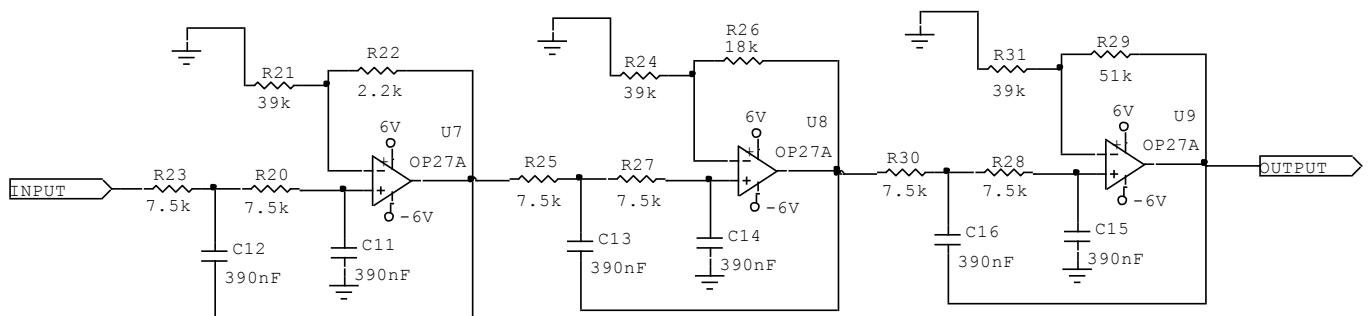 R22
R21
2.2k
39k
6V
U7
OP27A
INPUT
R23
R20
7.5k
7.5k
-6V
C12
C11
390nF
390nF
R26
18k
R24
39k
6V
U8
OP27A
R25
R27
7.5k
7.5k
-6V
C13
C14
390nF
390nF
R29
R31
51k
39k
6V
U9
OP27A
R30
R28
7.5k
7.5k
-6V
C16
C15
390nF
390nF
OUTPUT